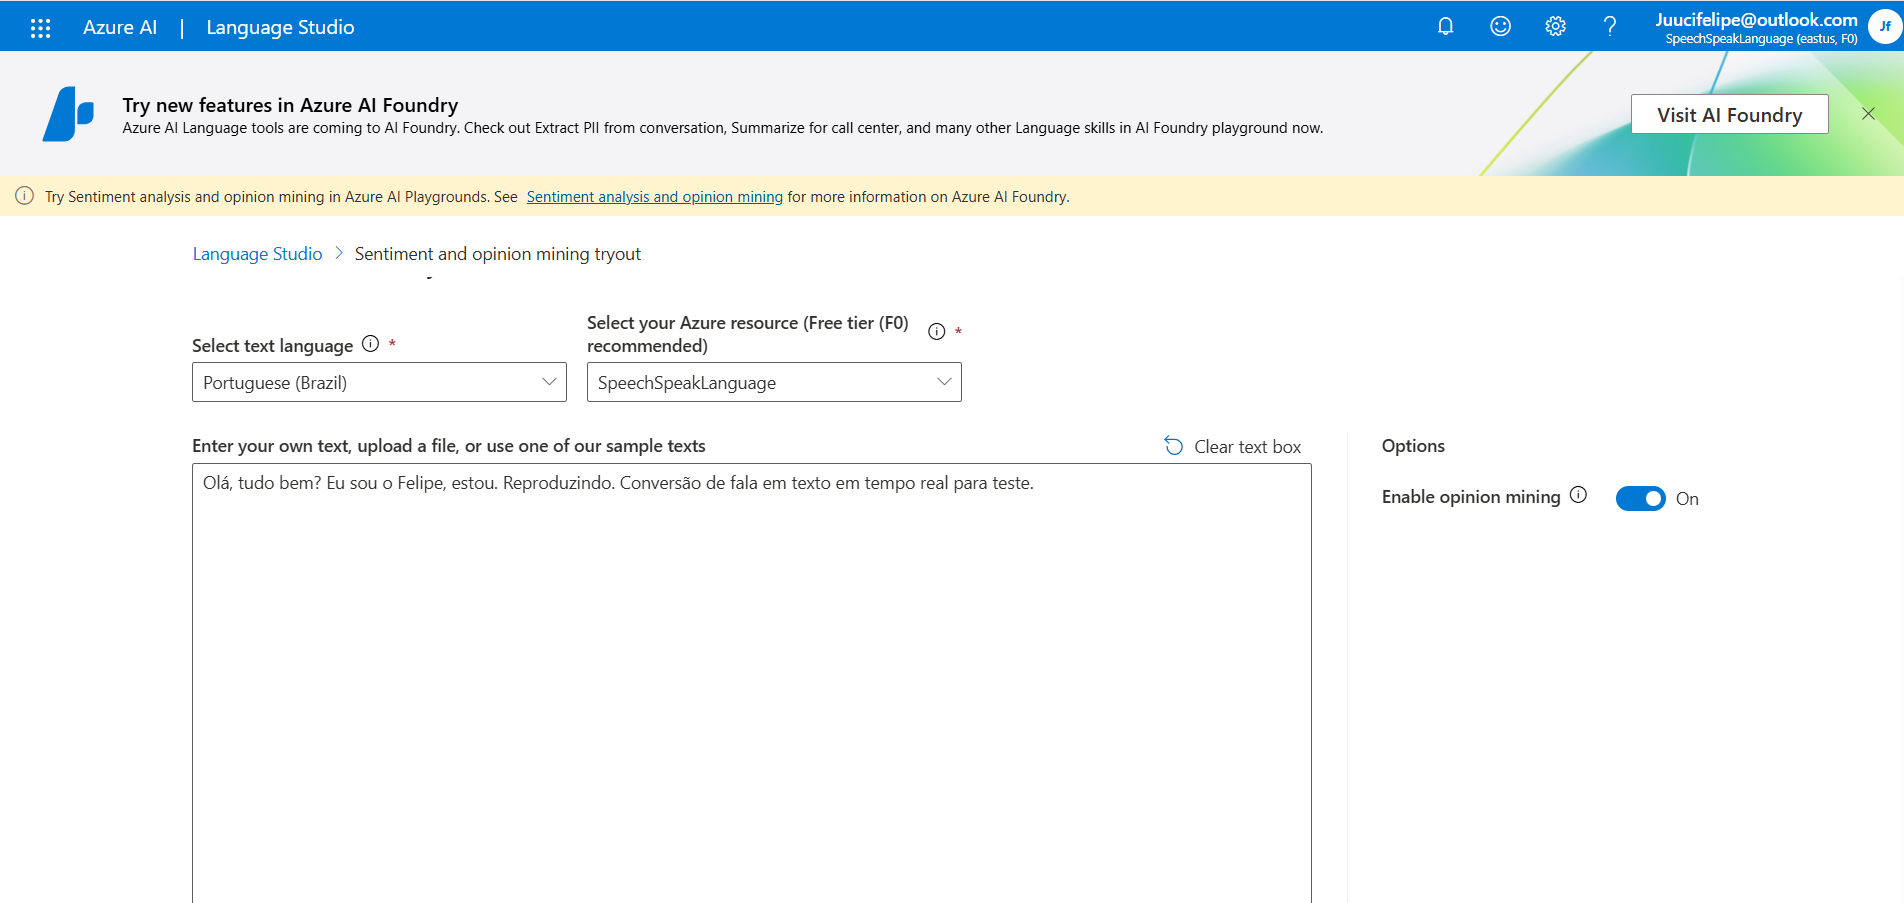 Azure AI | Language Studio
Juucifelipe@outlook.com
SpeechSpeakLanguage (eastus, F0)
Jf
Try new features in Azure AI Foundry
Azure AI Language tools are coming to AI Foundry. Check out Extract PII from conversation, Summarize for call center, and many other Language skills in AI Foundry playground now.
Visit AI Foundry
Try Sentiment analysis and opinion mining in Azure AI Playgrounds. See Sentiment analysis and opinion mining for more information on Azure AI Foundry.
Language Studio > Sentiment and opinion mining tryout
Select text language *
Portuguese (Brazil)
Select your Azure resource (Free tier (F0)
recommended) *
SpeechSpeakLanguage
Enter your own text, upload a file, or use one of our sample texts
Clear text box
Olá, tudo bem? Eu sou o Felipe, estou. Reproduzindo. Conversão de fala em texto em tempo real para teste.
Options
Enable opinion mining
On